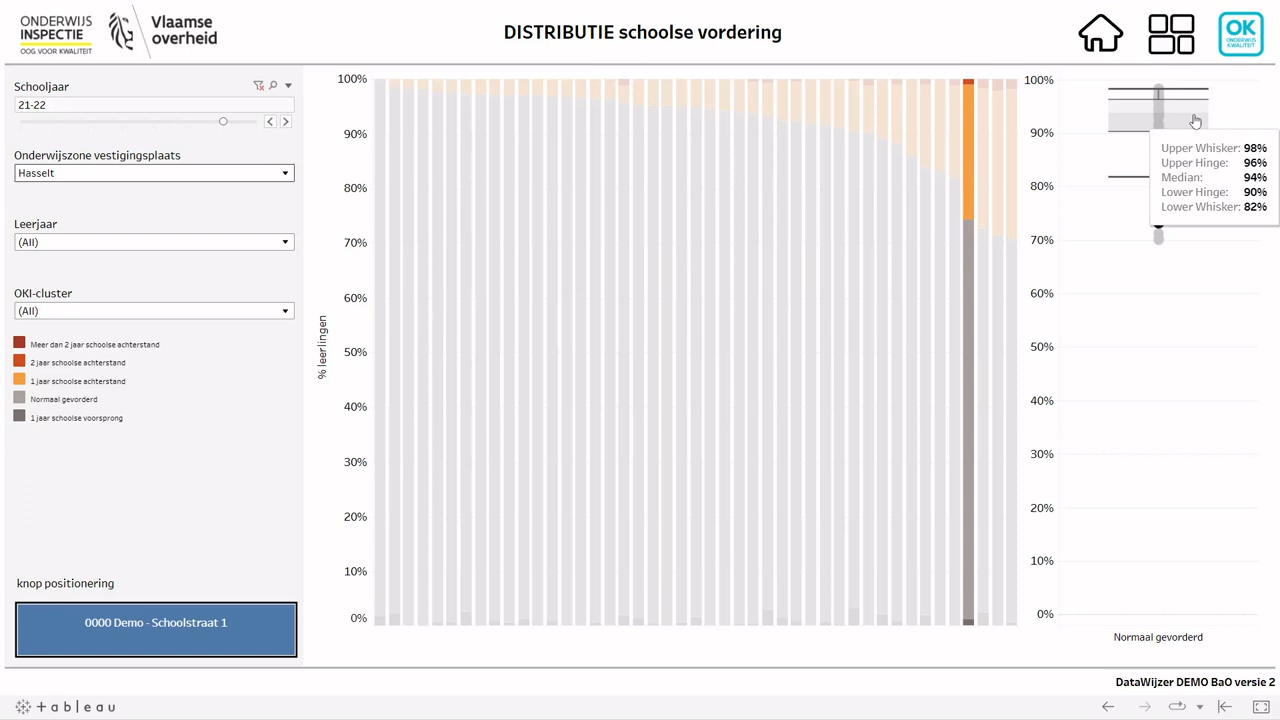 ONDERWIJS
INSPECTIE
OOG VOOR KWALITEIT
Vlaamse
overheid
DISTRIBUTIE schoolse vordering
OK
ONDERWIJS
KWALITEIT
Schooljaar
21-22
Onderwijszone vestigingsplaats
Hasselt
Leerjaar
(All)
OKI-cluster
(All)
Meer dan 2 jaar schoolse achterstand
2 jaar schoolse achterstand
1 jaar schoolse achterstand
Normaal gevorderd
1 jaar schoolse voorsprong
knop positionering
0000 Demo - Schoolstraat 1
% leerlingen
100%
90%
80%
70%
60%
50%
40%
30%
20%
10%
0%
100%
90%
80%
70%
60%
50%
40%
30%
20%
10%
0%
Upper Whisker: 98%
Upper Hinge: 96%
Median: 94%
Lower Hinge: 90%
Lower Whisker: 82%
Normaal gevorderd
DataWijzer DEMO BaO versie 2
+ a b l e a u